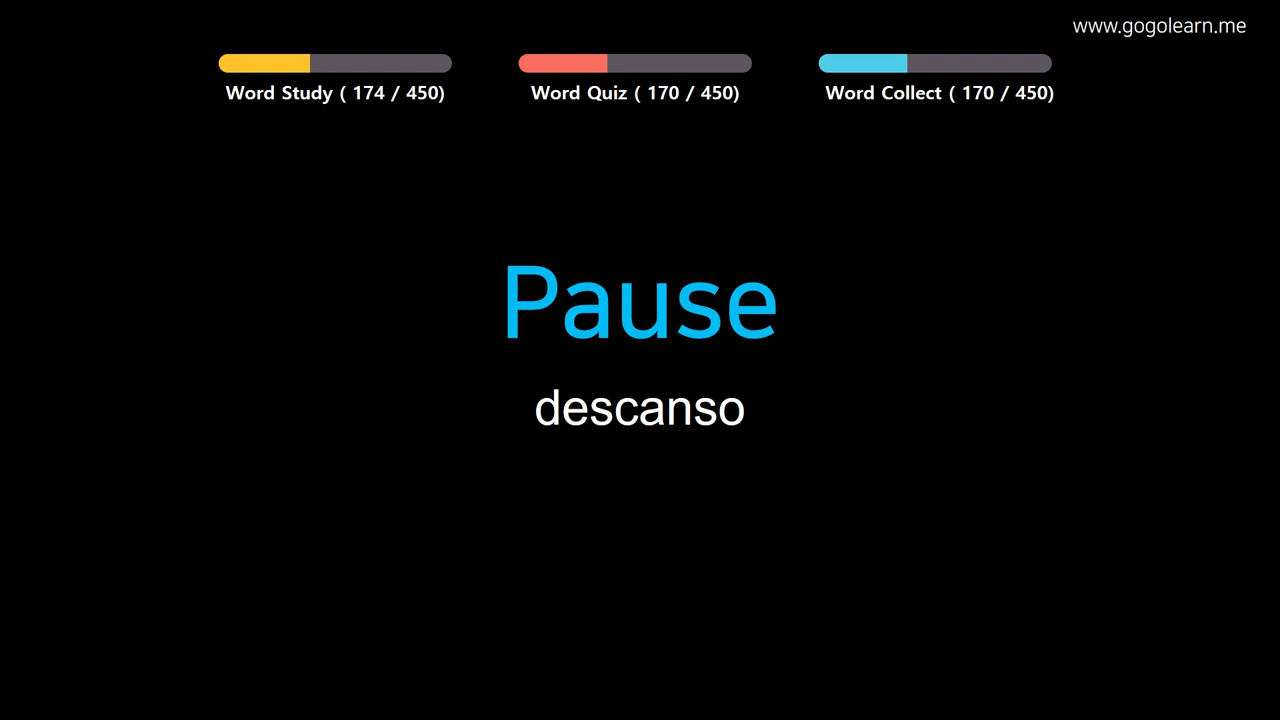 www.gogolearn.me
Word Study ( 174 / 450)
Word Quiz ( 170 / 450)
Word Collect ( 170 / 450)
Pause
descanso